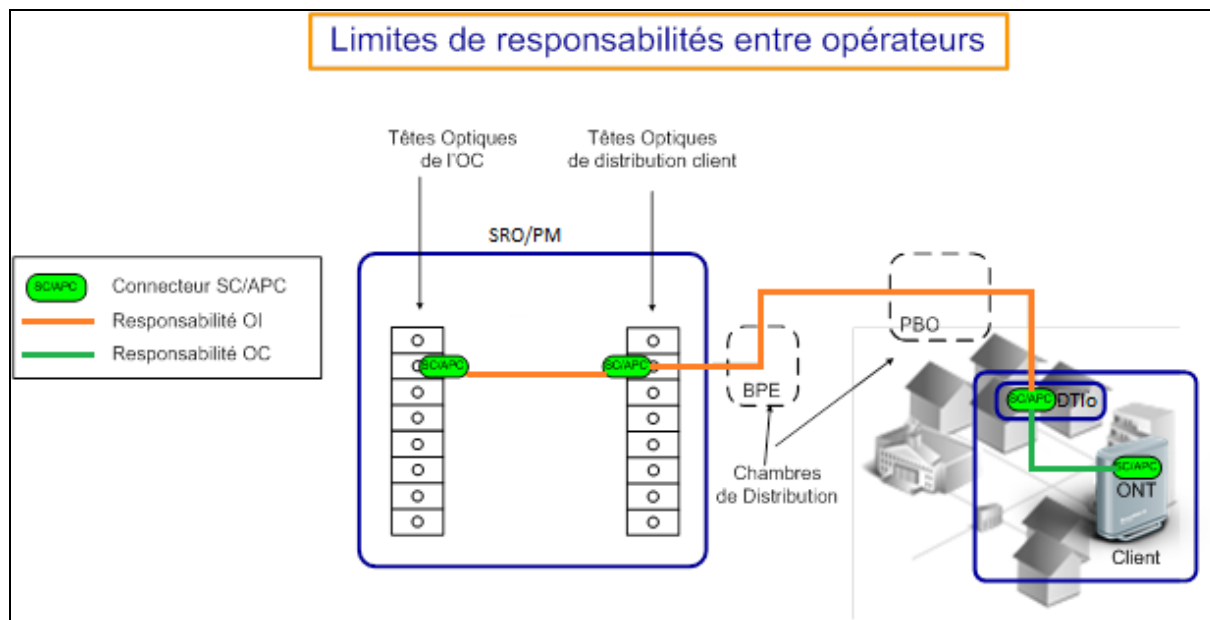 Limites de responsabilités entre opérateurs
Têtes Optiques
de l'OC
Têtes Optiques
de distribution client
SRO/PM
SC/APC
Connecteur SC/APC
Responsabilité OI
Responsabilité OC
SC/APC
SC/APC
BPE
PBO
Chambres
de Distribution
SC/APC
DTIo
SC/APC
ONT
Client